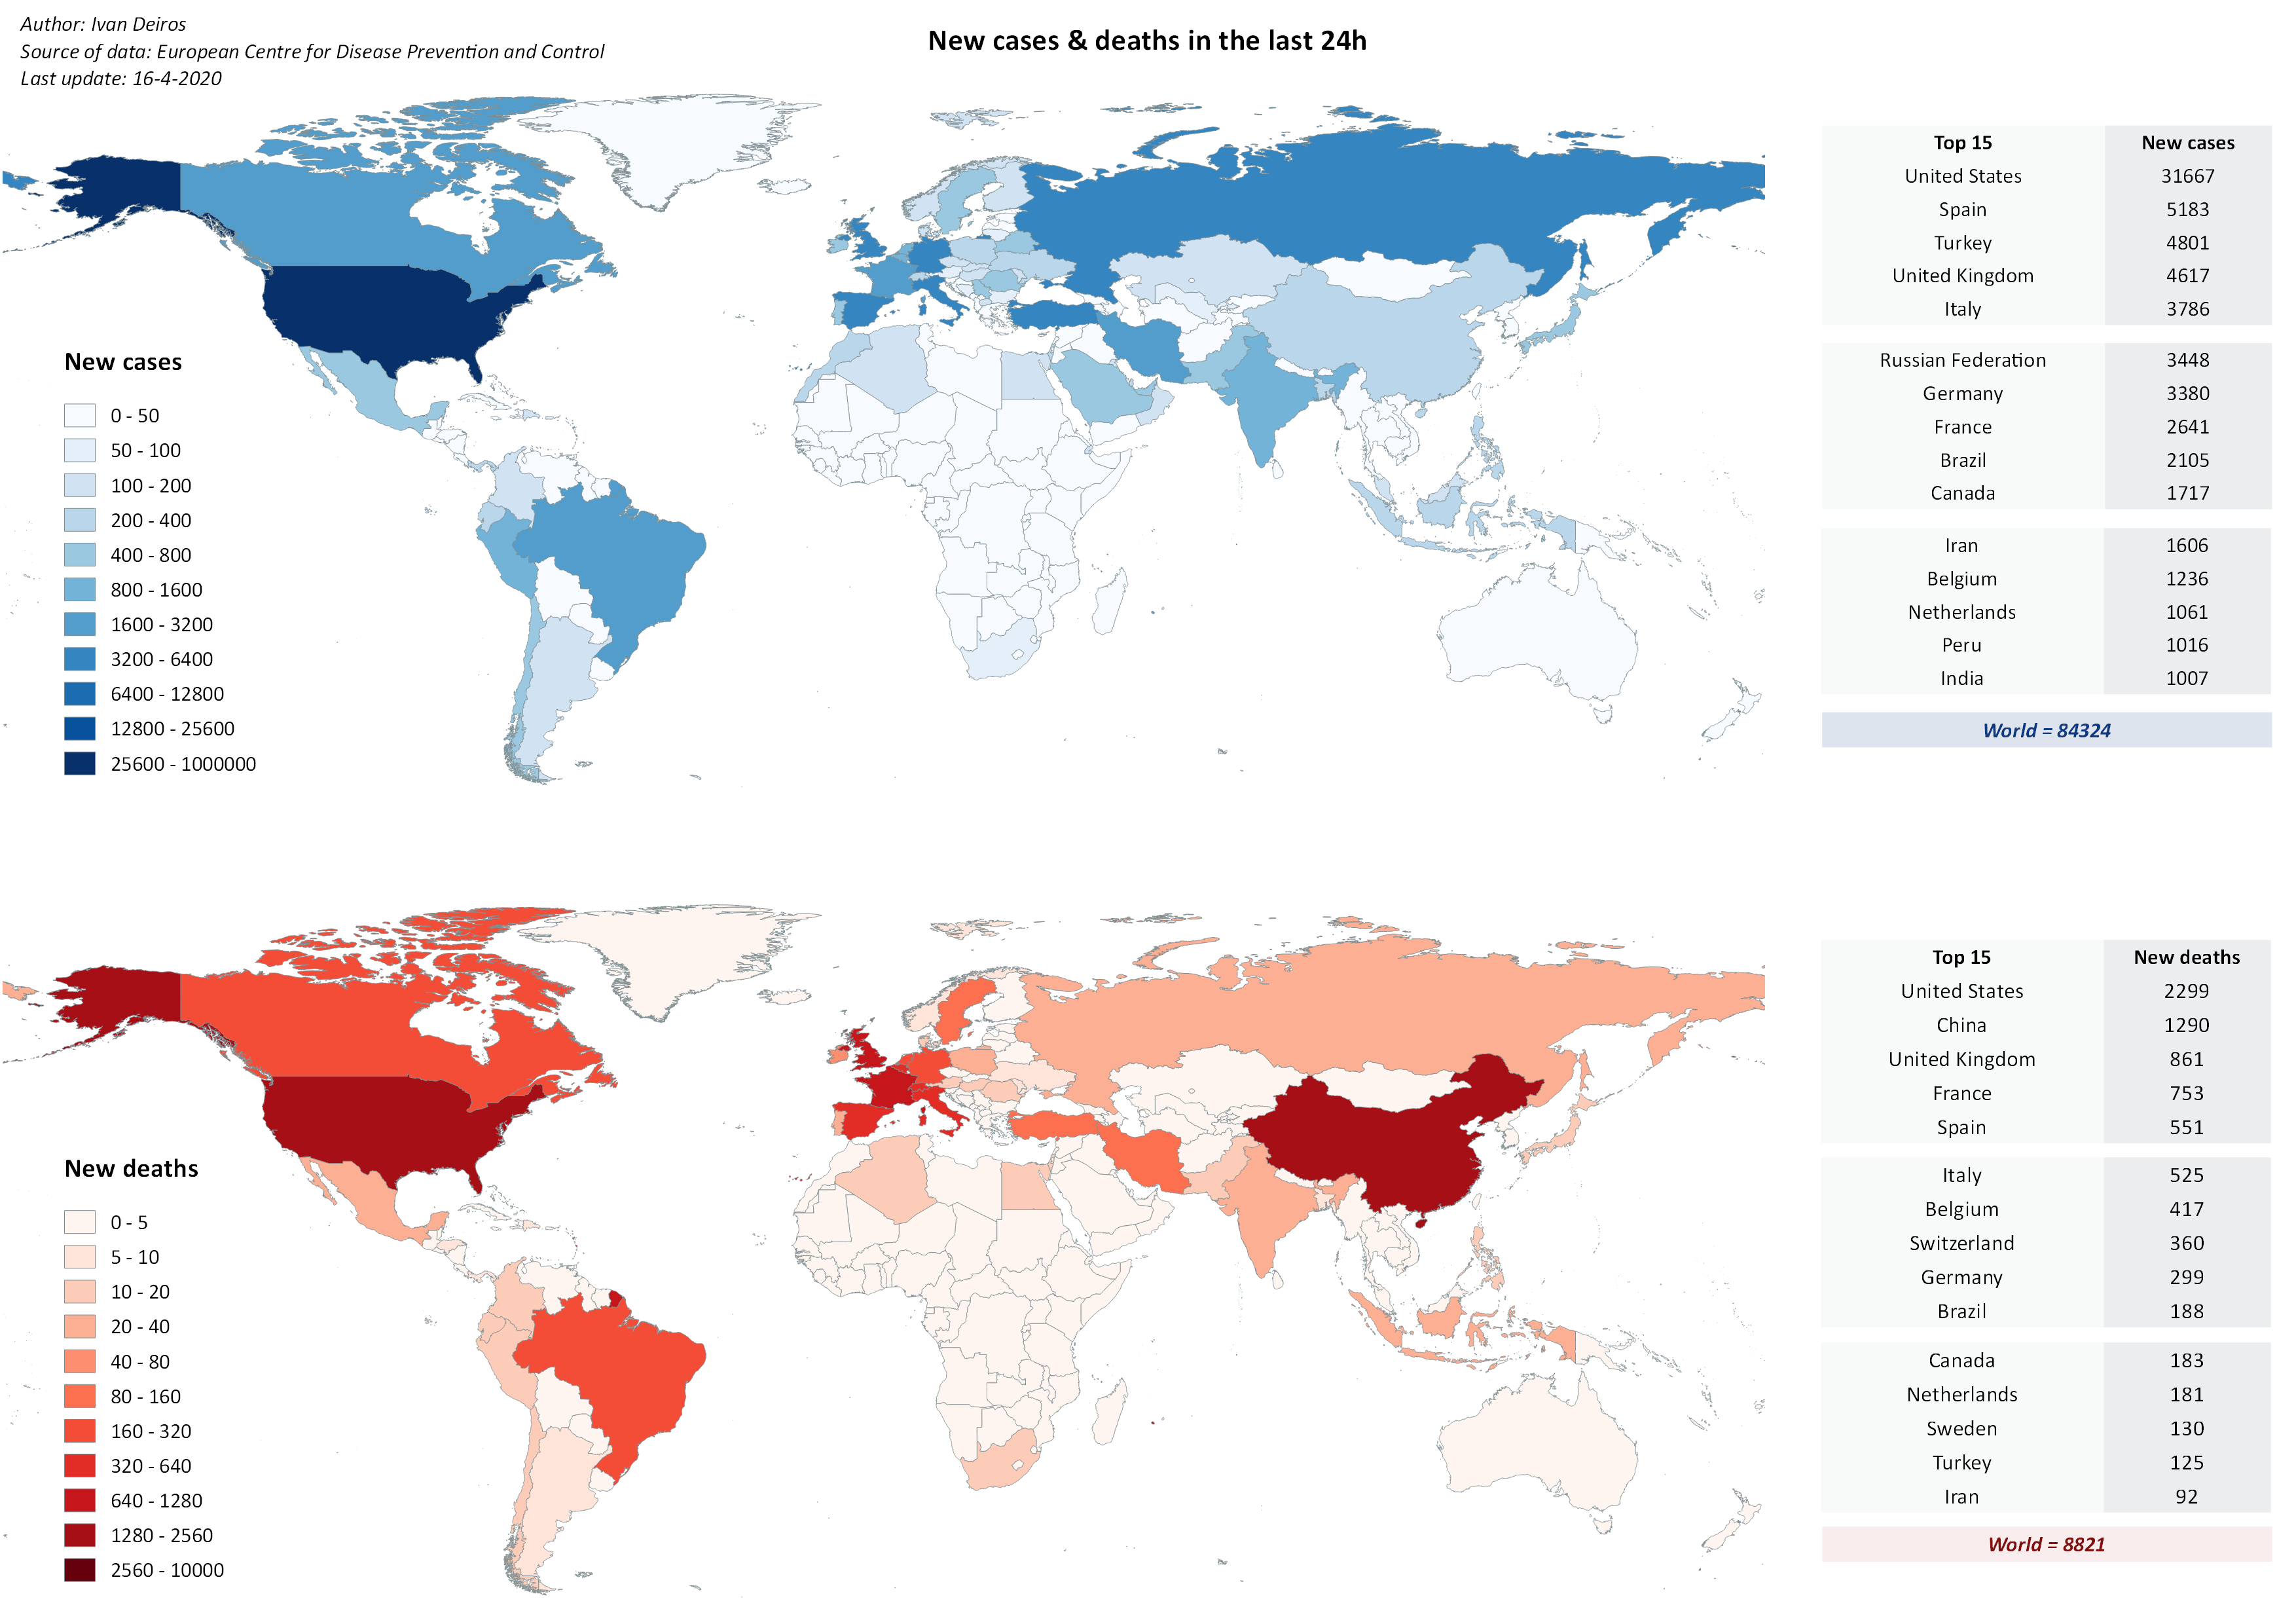 Author: Ivan Deiros
Source of data: European Centre for Disease Prevention and Control
Last update: 16-4-2020
New cases & deaths in the last 24h
New cases
0 - 50
50 - 100
100 - 200
200 - 400
400 - 800
800 - 1600
1600 - 3200
3200 - 6400
6400 - 12800
12800 - 25600
25600 - 1000000
Top 15 New cases
United States 31667
Spain 5183
Turkey 4801
United Kingdom 4617
Italy 3786
Russian Federation 3448
Germany 3380
France 2641
Brazil 2105
Canada 1717
Iran 1606
Belgium 1236
Netherlands 1061
Peru 1016
India 1007
World = 84324
New deaths
0 - 5
5 - 10
10 - 20
20 - 40
40 - 80
80 - 160
160 - 320
320 - 640
640 - 1280
1280 - 2560
2560 - 10000
Top 15 New deaths
United States 2299
China 1290
United Kingdom 861
France 753
Spain 551
Italy 525
Belgium 417
Switzerland 360
Germany 299
Brazil 188
Canada 183
Netherlands 181
Sweden 130
Turkey 125
Iran 92
World = 8821